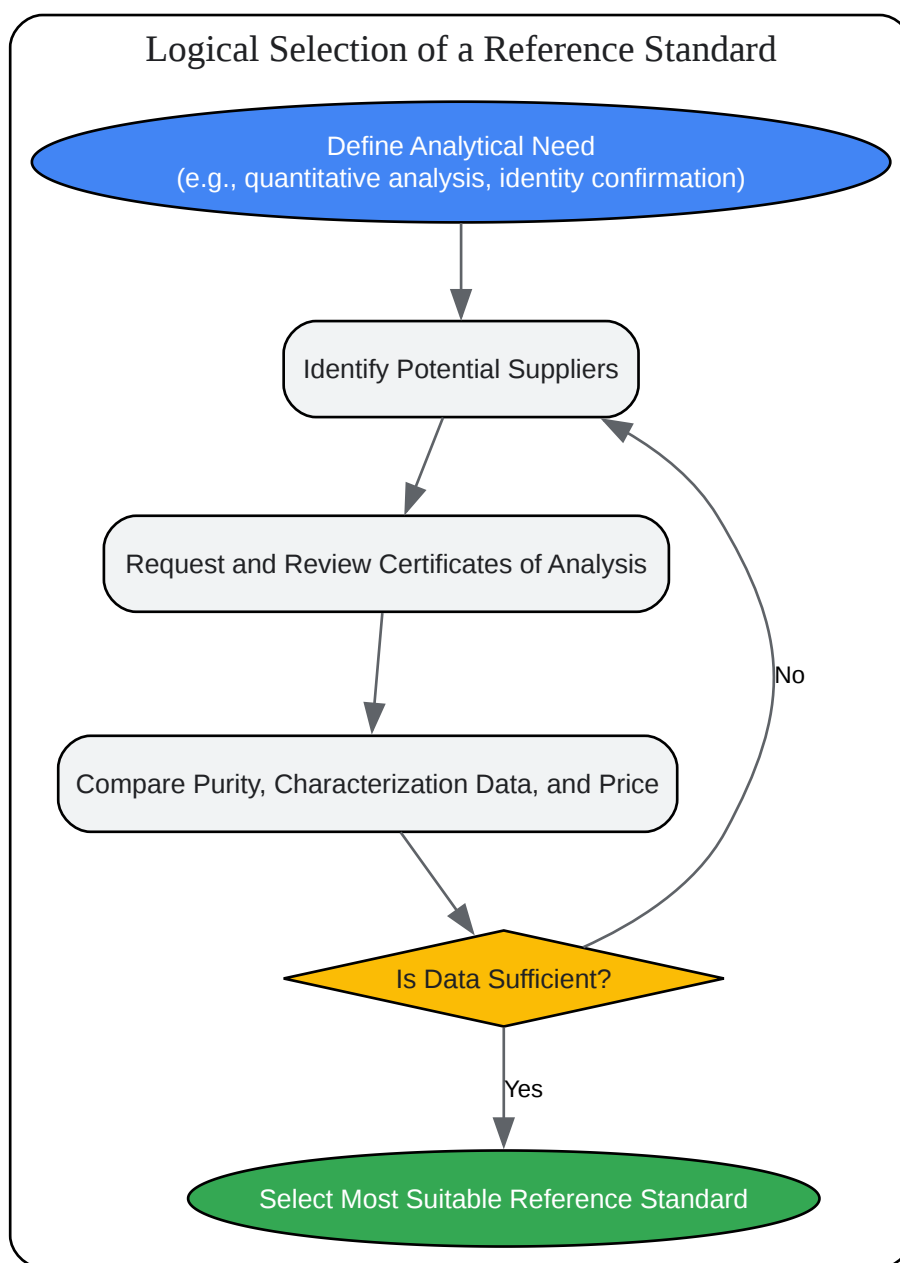 Logical Selection of a Reference Standard
Define Analytical Need
(e.g., quantitative analysis, identity confirmation)
Identify Potential Suppliers
Request and Review Certificates of Analysis
No
Compare Purity, Characterization Data, and Price
Is Data Sufficient?
Yes
Select Most Suitable Reference Standard